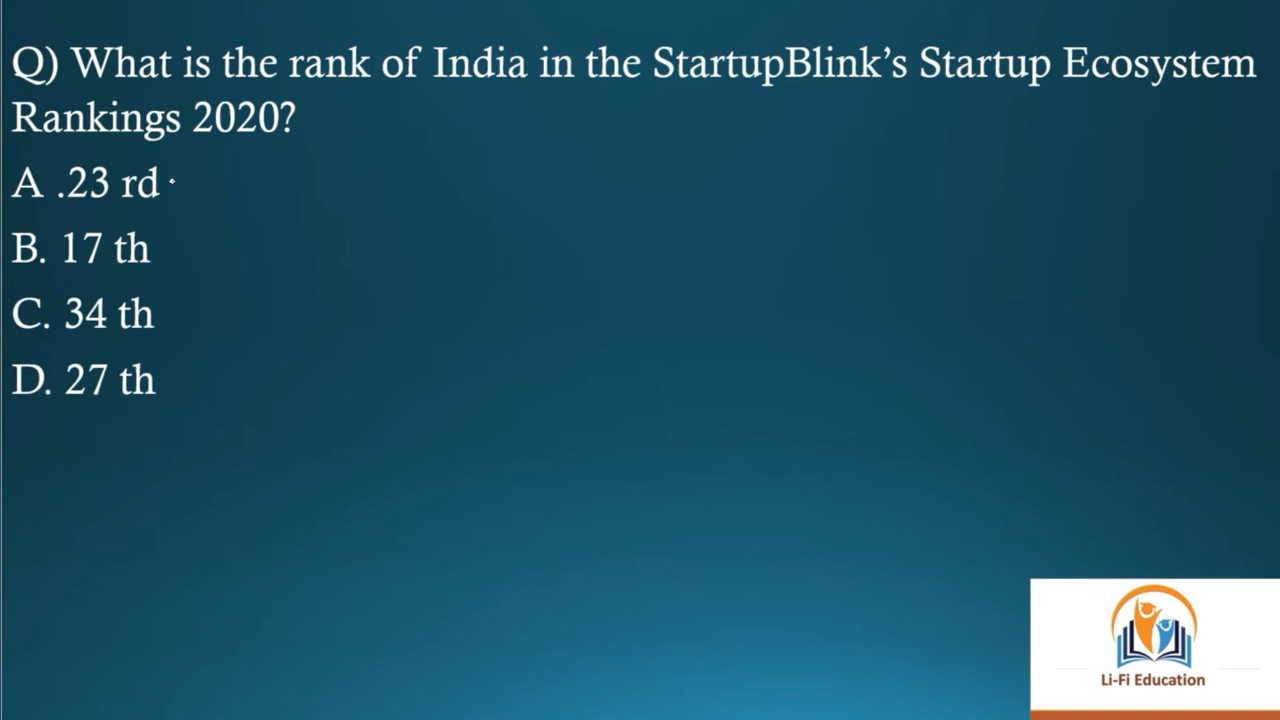 Q) What is the rank of India in the StartupBlink’s Startup Ecosystem
Rankings 2020?
A .23 rd
B. 17 th
C. 34 th
D. 27 th
Li-Fi Education